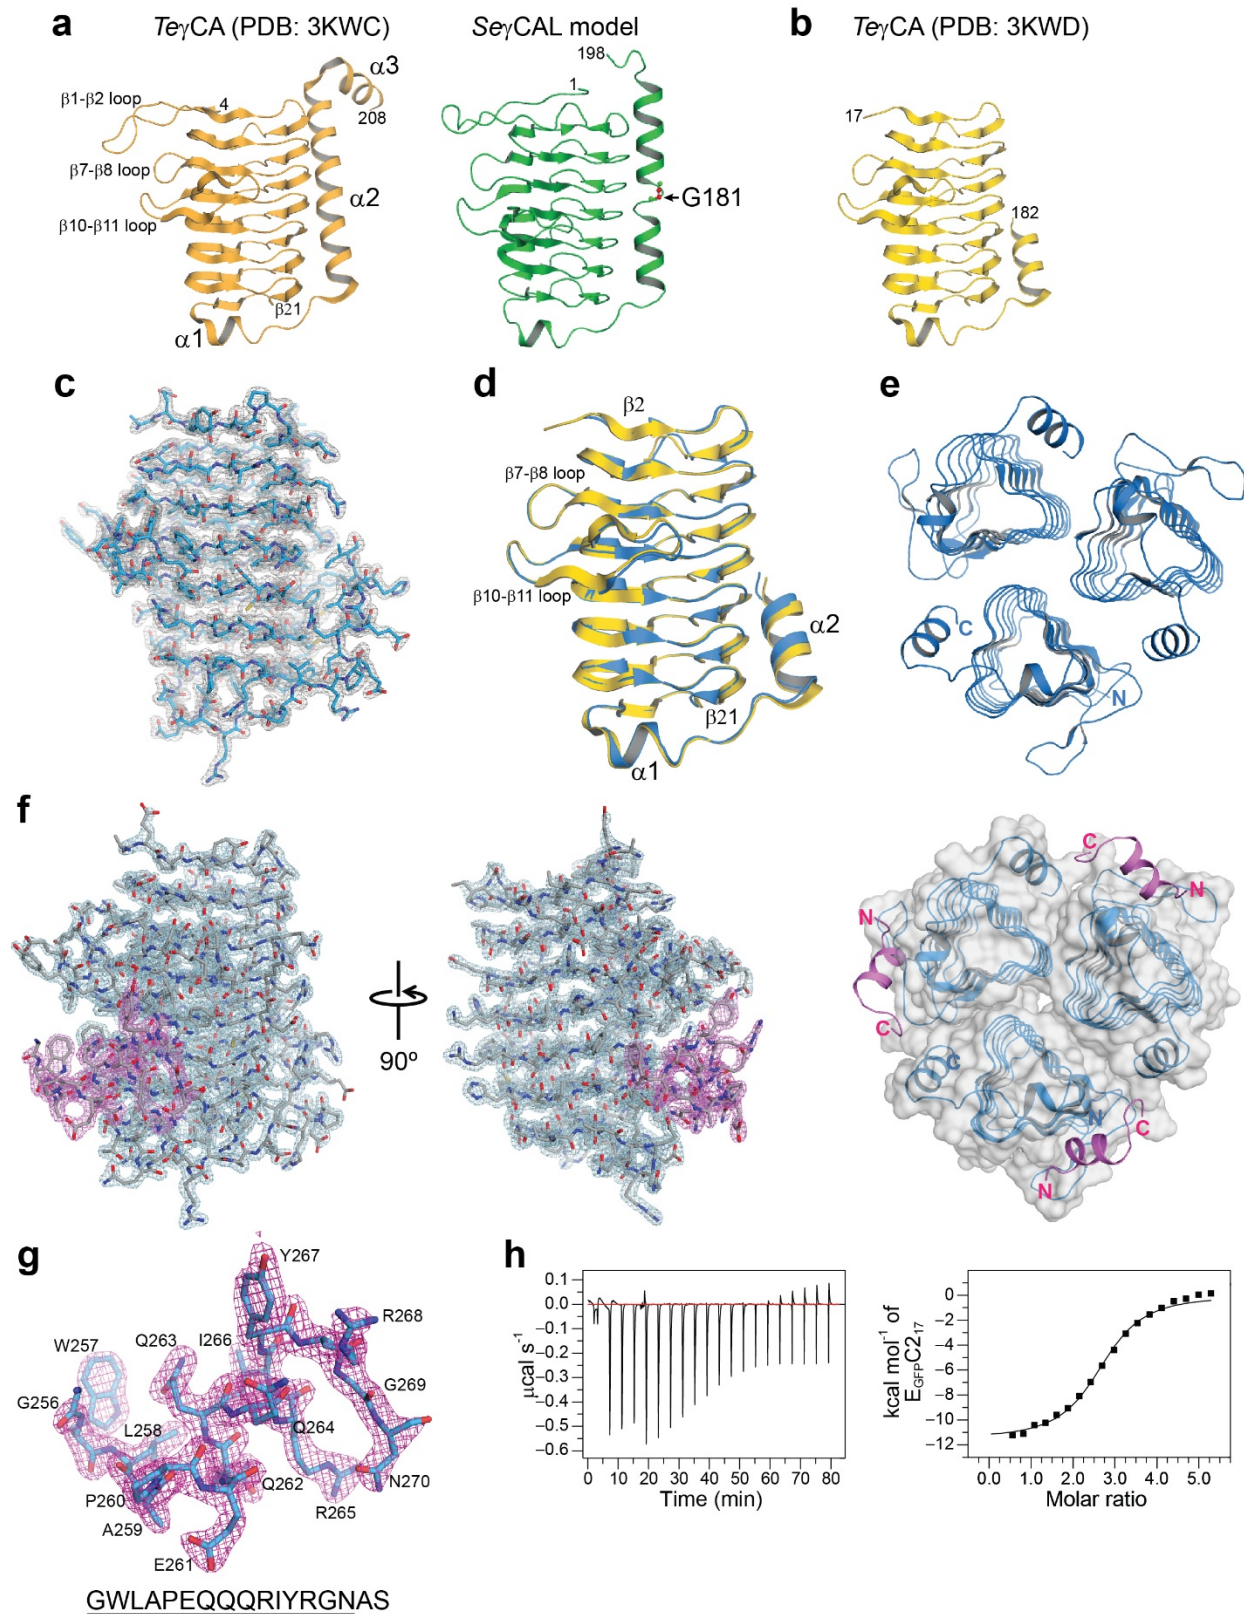 a
TeγCA (PDB: 3KWC)
SeγCAL model
b
TeγCA (PDB: 3KWD)
α3
β1-β2 loop
4
208
β7-β8 loop
α2
β10-β11 loop
β21
α1
198
1
G181
17
182
c
d
β2
β7-β8 loop
β10-β11 loop
α2
β21
α1
e
C
N
f
90º
C
N
N
C
C
N
C
N
g
Y267
W257
Q263
I266
R268
G256
L258
G269
Q264
P260
Q262
N270
A259
R265
E261
GWLAPEQQQRIYRGNAS
h
0.1
0.0
−0.1
−0.2
−0.3
−0.4
−0.5
−0.6
μcal s⁻¹
0 10 20 30 40 50 60 70 80
Time (min)
0
−2
−4
−6
−8
−10
−12
kcal mol⁻¹ of
E_GFPC2₁₇
0.0 1.0 2.0 3.0 4.0 5.0
Molar ratio